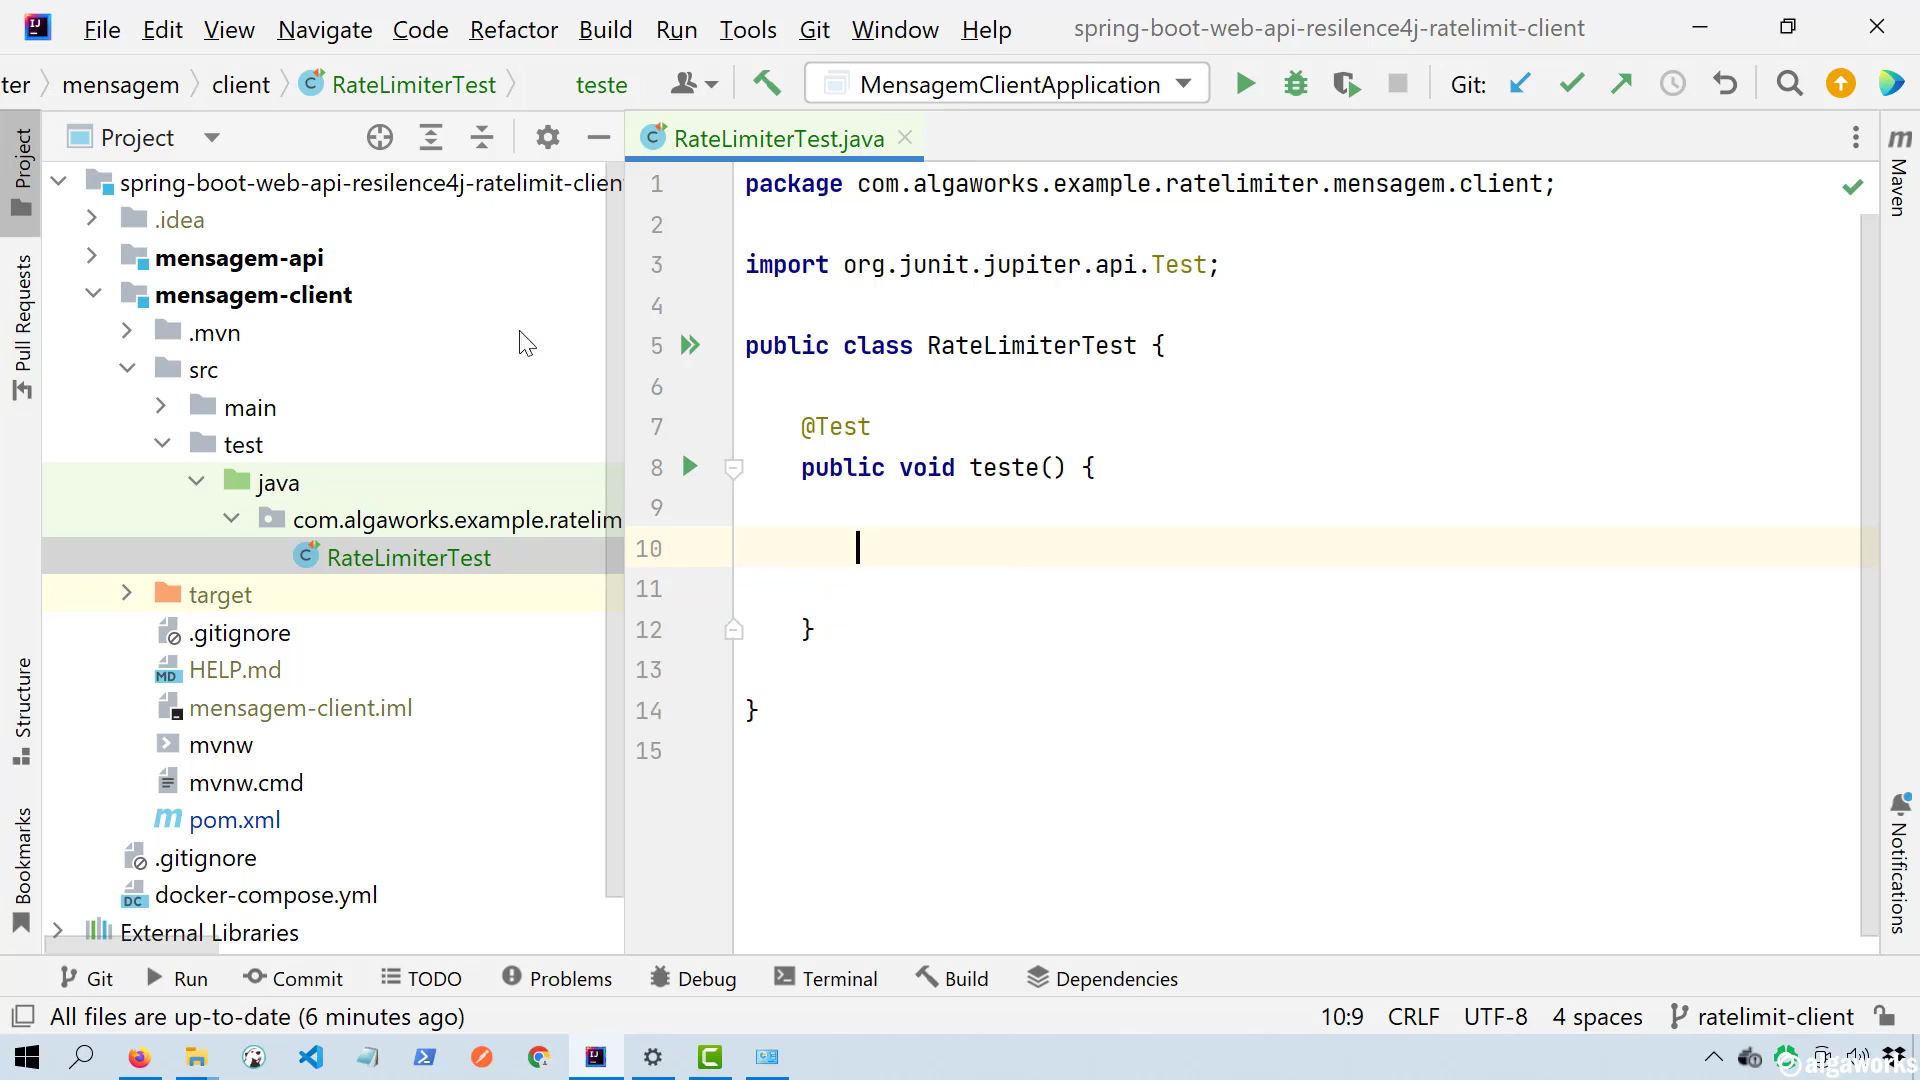 File Edit View Navigate Code Refactor Build Run Tools Git Window Help spring-boot-web-api-resilence4j-ratelimit-client
ter mensagem client RateLimiterTest teste MensagemClientApplication Git:
Project
RateLimiterTest.java
spring-boot-web-api-resilence4j-ratelimit-clien
.idea
mensagem-api
mensagem-client
.mvn
src
main
test
java
com.algaworks.example.ratelim
RateLimiterTest
target
.gitignore
HELP.md
mensagem-client.iml
mvnw
mvnw.cmd
pom.xml
.gitignore
docker-compose.yml
External Libraries
Project
Pull Requests
Structure
Bookmarks
1 package com.algaworks.example.ratelimiter.mensagem.client;
2
3 import org.junit.jupiter.api.Test;
4
5 public class RateLimiterTest {
6
7 @Test
8 public void teste() {
9
10
11
12 }
13
14 }
15
Maven
Notifications
Git Run Commit TODO Problems Debug Terminal Build Dependencies
All files are up-to-date (6 minutes ago) 10:9 CRLF UTF-8 4 spaces ratelimit-client
algaworks